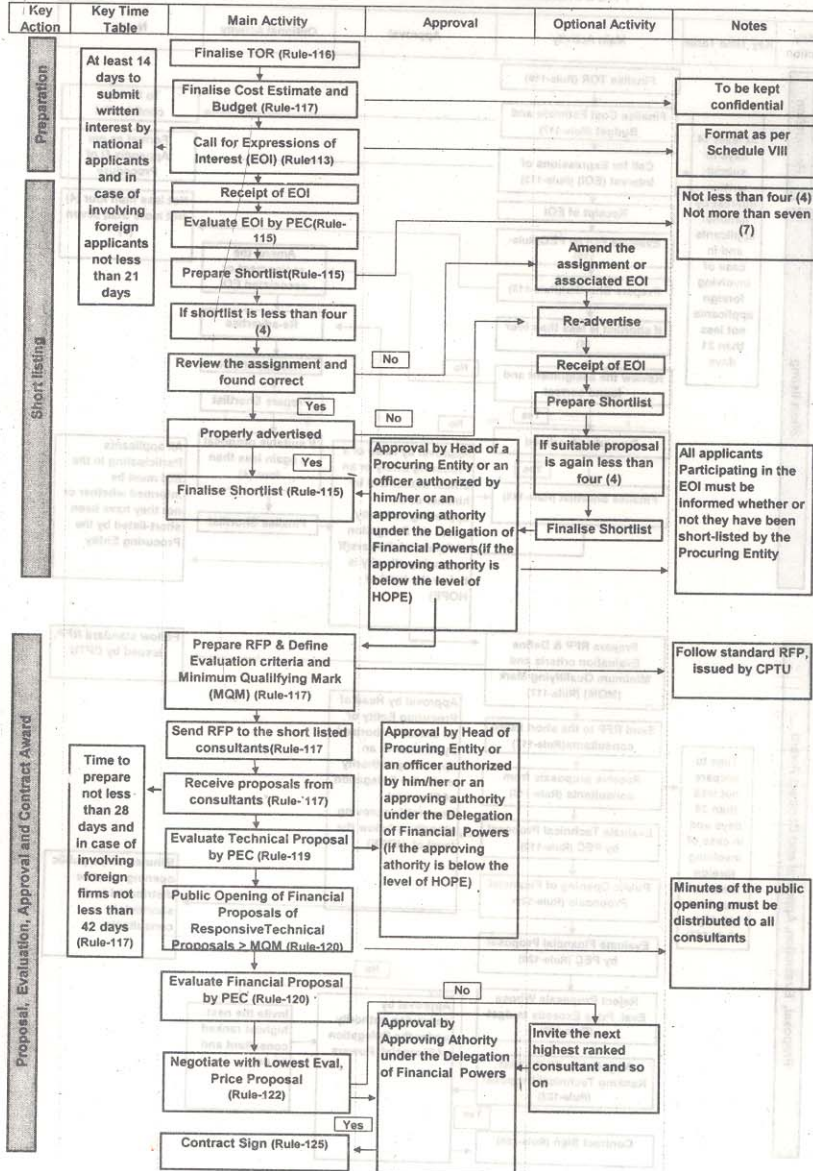 Key
Action
Key Time
Table
Main Activity
Approval
Optional Activity
Notes
Preparation
At least 14
days to
submit
written
interest by
national
applicants
and in
case of
involving
foreign
applicants
not less
than 21
days
Finalise TOR (Rule-116)
Finalise Cost Estimate and
Budget (Rule-117)
To be kept
confidential
Call for Expressions of
Interest (EOI) (Rule113)
Format as per
Schedule VIII
Short listing
Receipt of EOI
Evaluate EOI by PEC(Rule-
115)
Not less than four (4)
Not more than seven
(7)
Prepare Shortlist(Rule-115)
Amend the
assignment or
associated EOI
If shortlist is less than four
(4)
Re-advertise
Review the assignment and
found correct
No
Receipt of EOI
Yes
Prepare Shortlist
Properly advertised
No
If suitable proposal
is again less than
four (4)
Yes
Finalise Shortlist (Rule-115)
Approval by Head of a
Procuring Entity or an
officer authorized by
him/her or an
approving athority
under the Deligation of
Financial Powers(if the
approving athority is
below the level of
HOPE)
Finalise Shortlist
All applicants
Participating in the
EOI must be
informed whether or
not they have been
short-listed by the
Procuring Entity
Proposal, Evaluation, Approval and Contract Award
Prepare RFP & Define
Evaluation criteria and
Minimum Qualilfying Mark
(MQM) (Rule-117)
Follow standard RFP,
issued by CPTU
Send RFP to the short listed
consultants(Rule-117
Time to
prepare
not less
than 28
days and
in case of
involving
foreign
firms not
less than
42 days
(Rule-117)
Receive proposals from
consultants (Rule-117)
Approval by Head of
Procuring Entity or
an officer authorized
by him/her or an
approving authority
under the Delegation
of Financial Powers
(if the approving
athority is below the
level of HOPE)
Evaluate Technical Proposal
by PEC (Rule-119
Public Opening of Financial
Proposals of
ResponsiveTechnical
Proposals > MQM (Rule-120)
Minutes of the public
opening must be
distributed to all
consultants
Evaluate Financial Proposal
by PEC (Rule-120)
No
Negotiate with Lowest Eval,
Price Proposal
(Rule-122)
Approval by
Approving Athority
under the Delegation
of Financial Powers
Invite the next
highest ranked
consultant and so
on
Yes
Contract Sign (Rule-125)